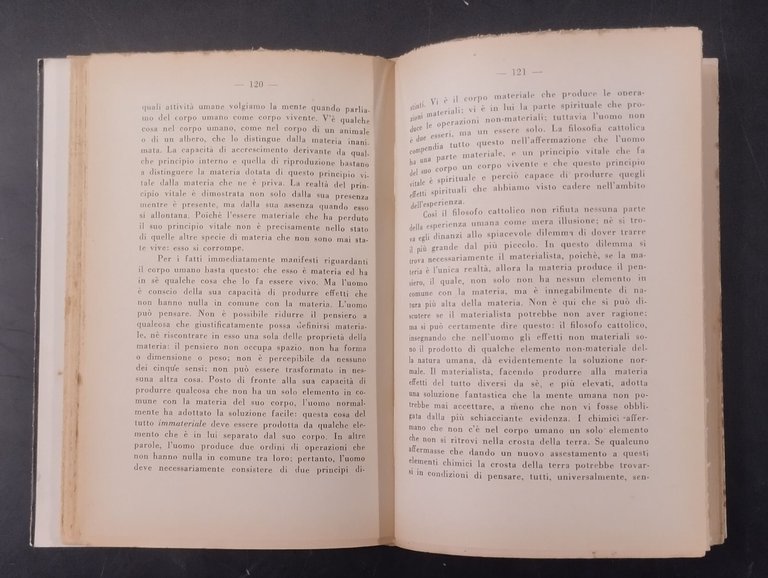 — 120 —
quali attività umane volgiamo la mente quando parlia-
mo del corpo umano come corpo vivente. V'è qualche
cosa nel corpo umano, come nel corpo di un animale
o di un albero, che lo distingue dalla materia inani-
mata. La capacità di accrescimento derivante da qual-
che principio interno e quella di riproduzione bastano
a distinguere la materia dotata di questo principio vi-
tale dalla materia che ne è priva. La realtà del prin-
cipio vitale è dimostrata non solo dalla sua presenza
mentre è presente, ma dalla sua assenza quando esso
si allontana. Poichè l'essere materiale che ha perduto
il suo principio vitale non è precisamente nello stato
di quelle altre specie di materia che non sono mai sta-
te vive: esso si corrompe.
Per i fatti immediatamente manifesti riguardanti
il corpo umano basta questo: che esso è materia ed ha
in sè qualche cosa che lo fa essere vivo. Ma l'uomo
è conscio della sua capacità di produrre effetti che
non hanno nulla in comune con la materia. L'uomo
può pensare. Non è possibile ridurre il pensiero a
qualcosa che giustificatamente possa definirsi materia-
le, nè riscontrare in esso una sola delle proprietà della
materia: il pensiero non occupa spazio non ha forma
o dimensione o peso; non è percepibile da nessuno
dei cinque sensi; non può essere trasformato in nes-
suna altra cosa. Posto di fronte alla sua capacità di
produrre qualcosa che non ha un solo elemento in co-
mune con la materia del suo corpo, l'uomo normal-
mente ha adottato la soluzione facile: questa cosa del
tutto immateriale deve essere prodotta da qualche ele-
mento che è in lui separato dal suo corpo. In altre
parole, l'uomo produce due ordini di operazioni che
non hanno nulla in comune tra loro; pertanto, l'uomo
deve necessariamente consistere di due principi di-
— 121 —
stinti. Vi è il corpo materiale che produce le opera-
zioni materiali; vi è in lui la parte spirituale che pro-
duce le operazioni non-materiali; tuttavia l'uomo non
è due esseri, ma un essere solo. La filosofia cattolica
compendia tutto questo nell'affermazione che l'uomo
ha una parte materiale, e un principio vitale che fa
del suo corpo un corpo vivente e che questo principio
vitale è spirituale e perciò capace di produrre quegli
effetti spirituali che abbiamo visto cadere nell'ambito
dell'esperienza.
Così il filosofo cattolico non rifiuta nessuna parte
della esperienza umana come mera illusione; nè si tro-
va egli dinanzi allo spiacevole dilemma di dover trarre
il più grande dal più piccolo. In questo dilemma si
trova necessariamente il materialista, poichè, se la ma-
teria è l'unica realtà, allora la materia produce il pen-
siero, il quale, non solo non ha nessun elemento in
comune con la materia, ma è innegabilmente di na-
tura più alta della materia. Non è qui che si può di-
scutere se il materialista potrebbe non aver ragione;
ma si può certamente dire questo: il filosofo cattolico,
insegnando che nell'uomo gli effetti non materiali so-
no il prodotto di qualche elemento non-materiale del-
la natura umana, dà evidentemente la soluzione nor-
male. Il materialista, facendo produrre alla materia
effetti del tutto diversi da sè, e più elevati, adotta
una soluzione fantastica che la mente umana non po-
trebbe mai accettare, a meno che non vi fosse obbli-
gata dalla più schiacciante evidenza. I chimici affer-
mano che non c'è nel corpo umano un solo elemento
che non si ritrovi nella crosta della terra. Se qualcuno
affermasse che dando un nuovo assestamento a questi
elementi chimici la crosta della terra potrebbe trovar-
si in condizioni di pensare, tutti, universalmente, sen-